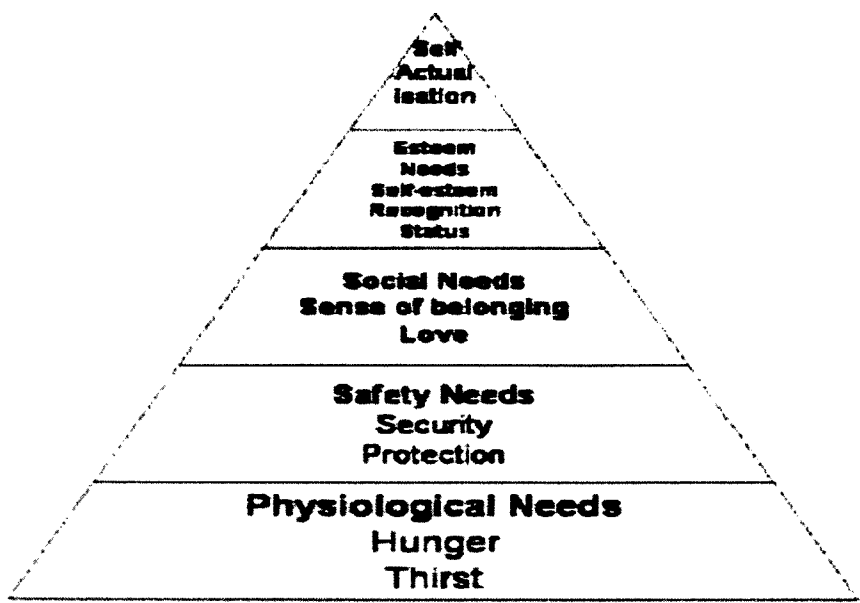 Self
Actual
isation
Esteem
Needs
Self-esteem
Recognition
Status
Social Needs
Sense of belonging
Love
Safety Needs
Security
Protection
Physiological Needs
Hunger
Thirst